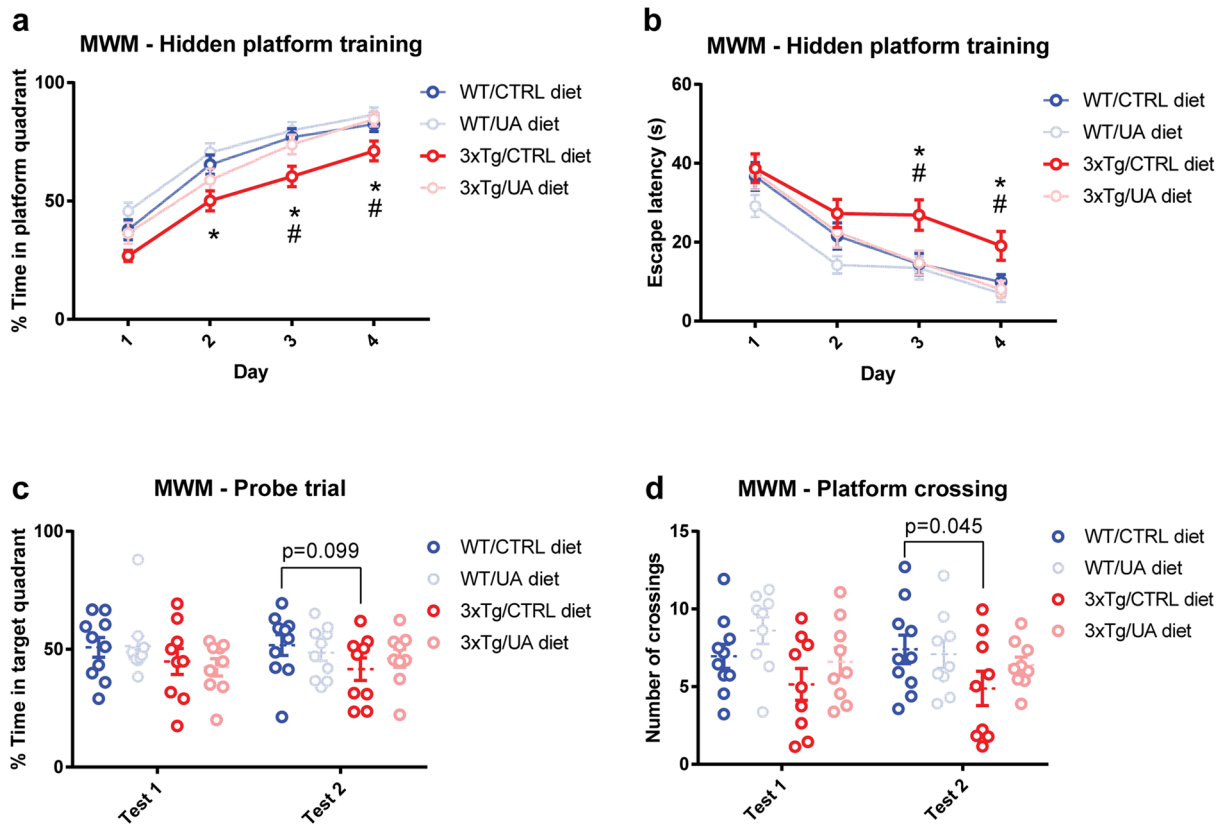 a
MWM - Hidden platform training
% Time in platform quadrant
100
50
0
*
*
#
*
#
1
2
3
4
Day
WT/CTRL diet
WT/UA diet
3xTg/CTRL diet
3xTg/UA diet
b
MWM - Hidden platform training
Escape latency (s)
60
40
20
0
*
#
*
#
1
2
3
4
Day
WT/CTRL diet
WT/UA diet
3xTg/CTRL diet
3xTg/UA diet
c
MWM - Probe trial
% Time in target quadrant
100
50
0
p=0.099
Test 1
Test 2
WT/CTRL diet
WT/UA diet
3xTg/CTRL diet
3xTg/UA diet
d
MWM - Platform crossing
Number of crossings
15
10
5
0
p=0.045
Test 1
Test 2
WT/CTRL diet
WT/UA diet
3xTg/CTRL diet
3xTg/UA diet